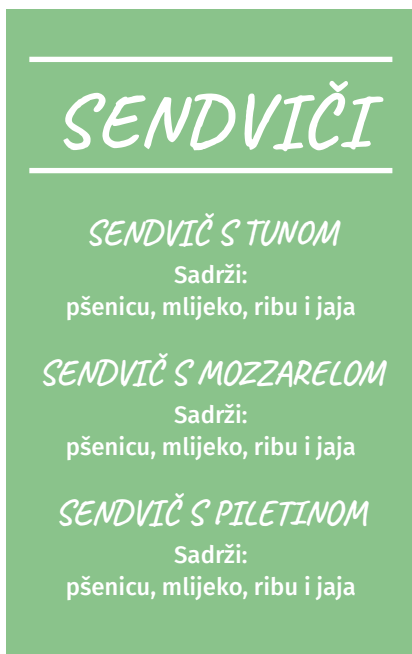 SENDVIČI
SENDVIČ S TUNOM
Sadrži:
pšenicu, mlijeko, ribu i jaja
SENDVIČ S MOZZARELOM
Sadrži:
pšenicu, mlijeko, ribu i jaja
SENDVIČ S PILETINOM
Sadrži:
pšenicu, mlijeko, ribu i jaja